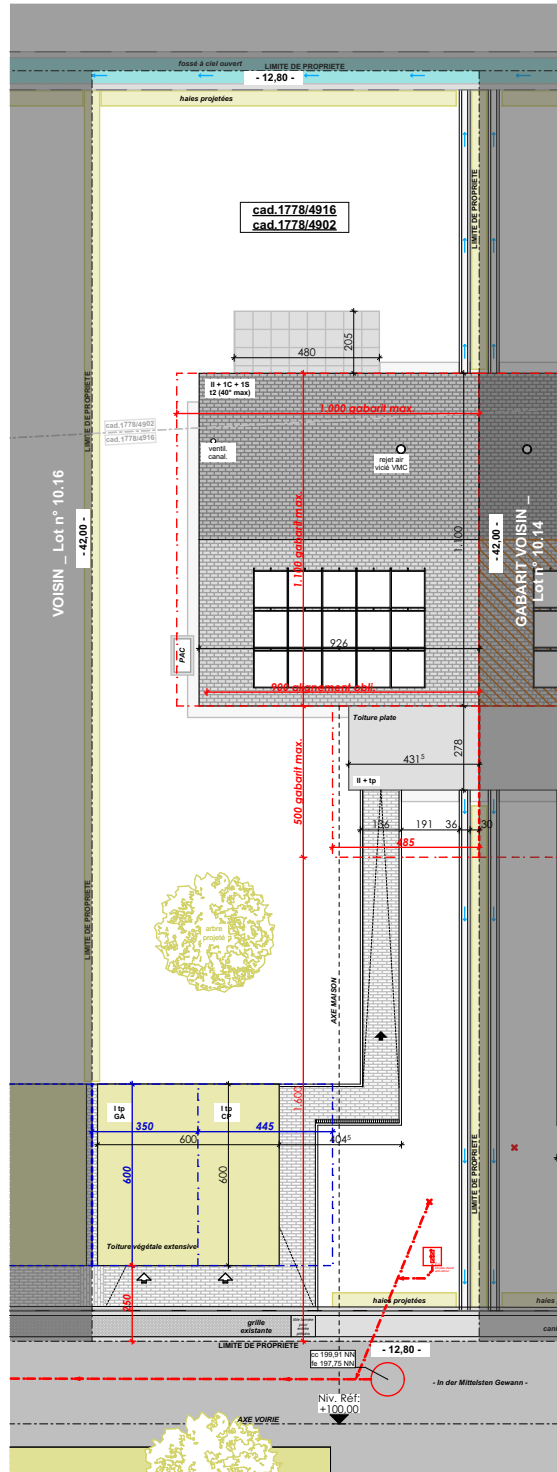 fossé à ciel ouvert
LIMITE DE PROPRIETE
- 12,80 -
haies projetées
cad.1778/4916
cad.1778/4902
LIMITE DE PROPRIETE
205
480
II + 1C + 1S
t2 (40° max)
1.000 gabarit max.
LIMITE DE PROPRIETE
cad.1778/4902
cad.1778/4916
ventil.
canal.
rejet air
vicié VMC
VOISIN _ Lot n° 10.16
- 42,00 -
1.100 gabarit max.
1.100
- 42,00 -
GABARIT VOISIN _
Lot n° 10.14
926
PAC
900 alignement obli.
Toiture plate
278
431⁵
II + tp
500 gabarit max.
136
191
36
30
485
arbre
projeté
LIMITE DE PROPRIETE
AXE MAISON
1.600
I tp
GA
I tp
CP
350
445
600
404⁵
600
600
LIMITE DE PROPRIETE
Toiture végétale extensive
250
haies projetées
haies
grille
existante
cani
LIMITE DE PROPRIETE
cc 199,91 NN
fe 197,75 NN
- 12,80 -
- In der Mittelsten Gewann -
Niv. Réf:
+100,00
AXE VOIRIE